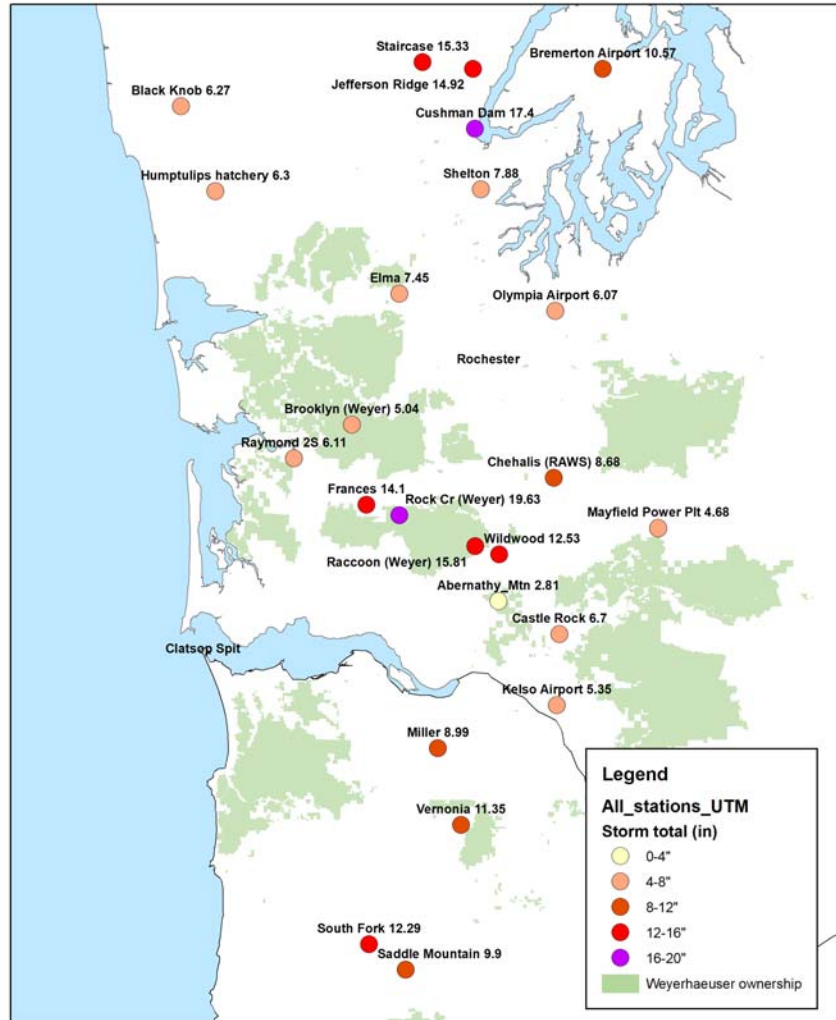 Staircase 15.33
Bremerton Airport 10.57
Jefferson Ridge 14.92
Black Knob 6.27
Cushman Dam 17.4
Humptulips hatchery 6.3
Shelton 7.88
Elma 7.45
Olympia Airport 6.07
Rochester
Brooklyn (Weyer) 5.04
Raymond 2S 6.11
Chehalis (RAWS) 8.68
Frances 14.1
Rock Cr (Weyer) 19.63
Mayfield Power Plt 4.68
Wildwood 12.53
Raccoon (Weyer) 15.81
Abernathy_Mtn 2.81
Castle Rock 6.7
Clatsop Spit
Kelso Airport 5.35
Miller 8.99
Vernonia 11.35
South Fork 12.29
Saddle Mountain 9.9
Legend
All_stations_UTM
Storm total (in)
0-4"
4-8"
8-12"
12-16"
16-20"
Weyerhaeuser ownership